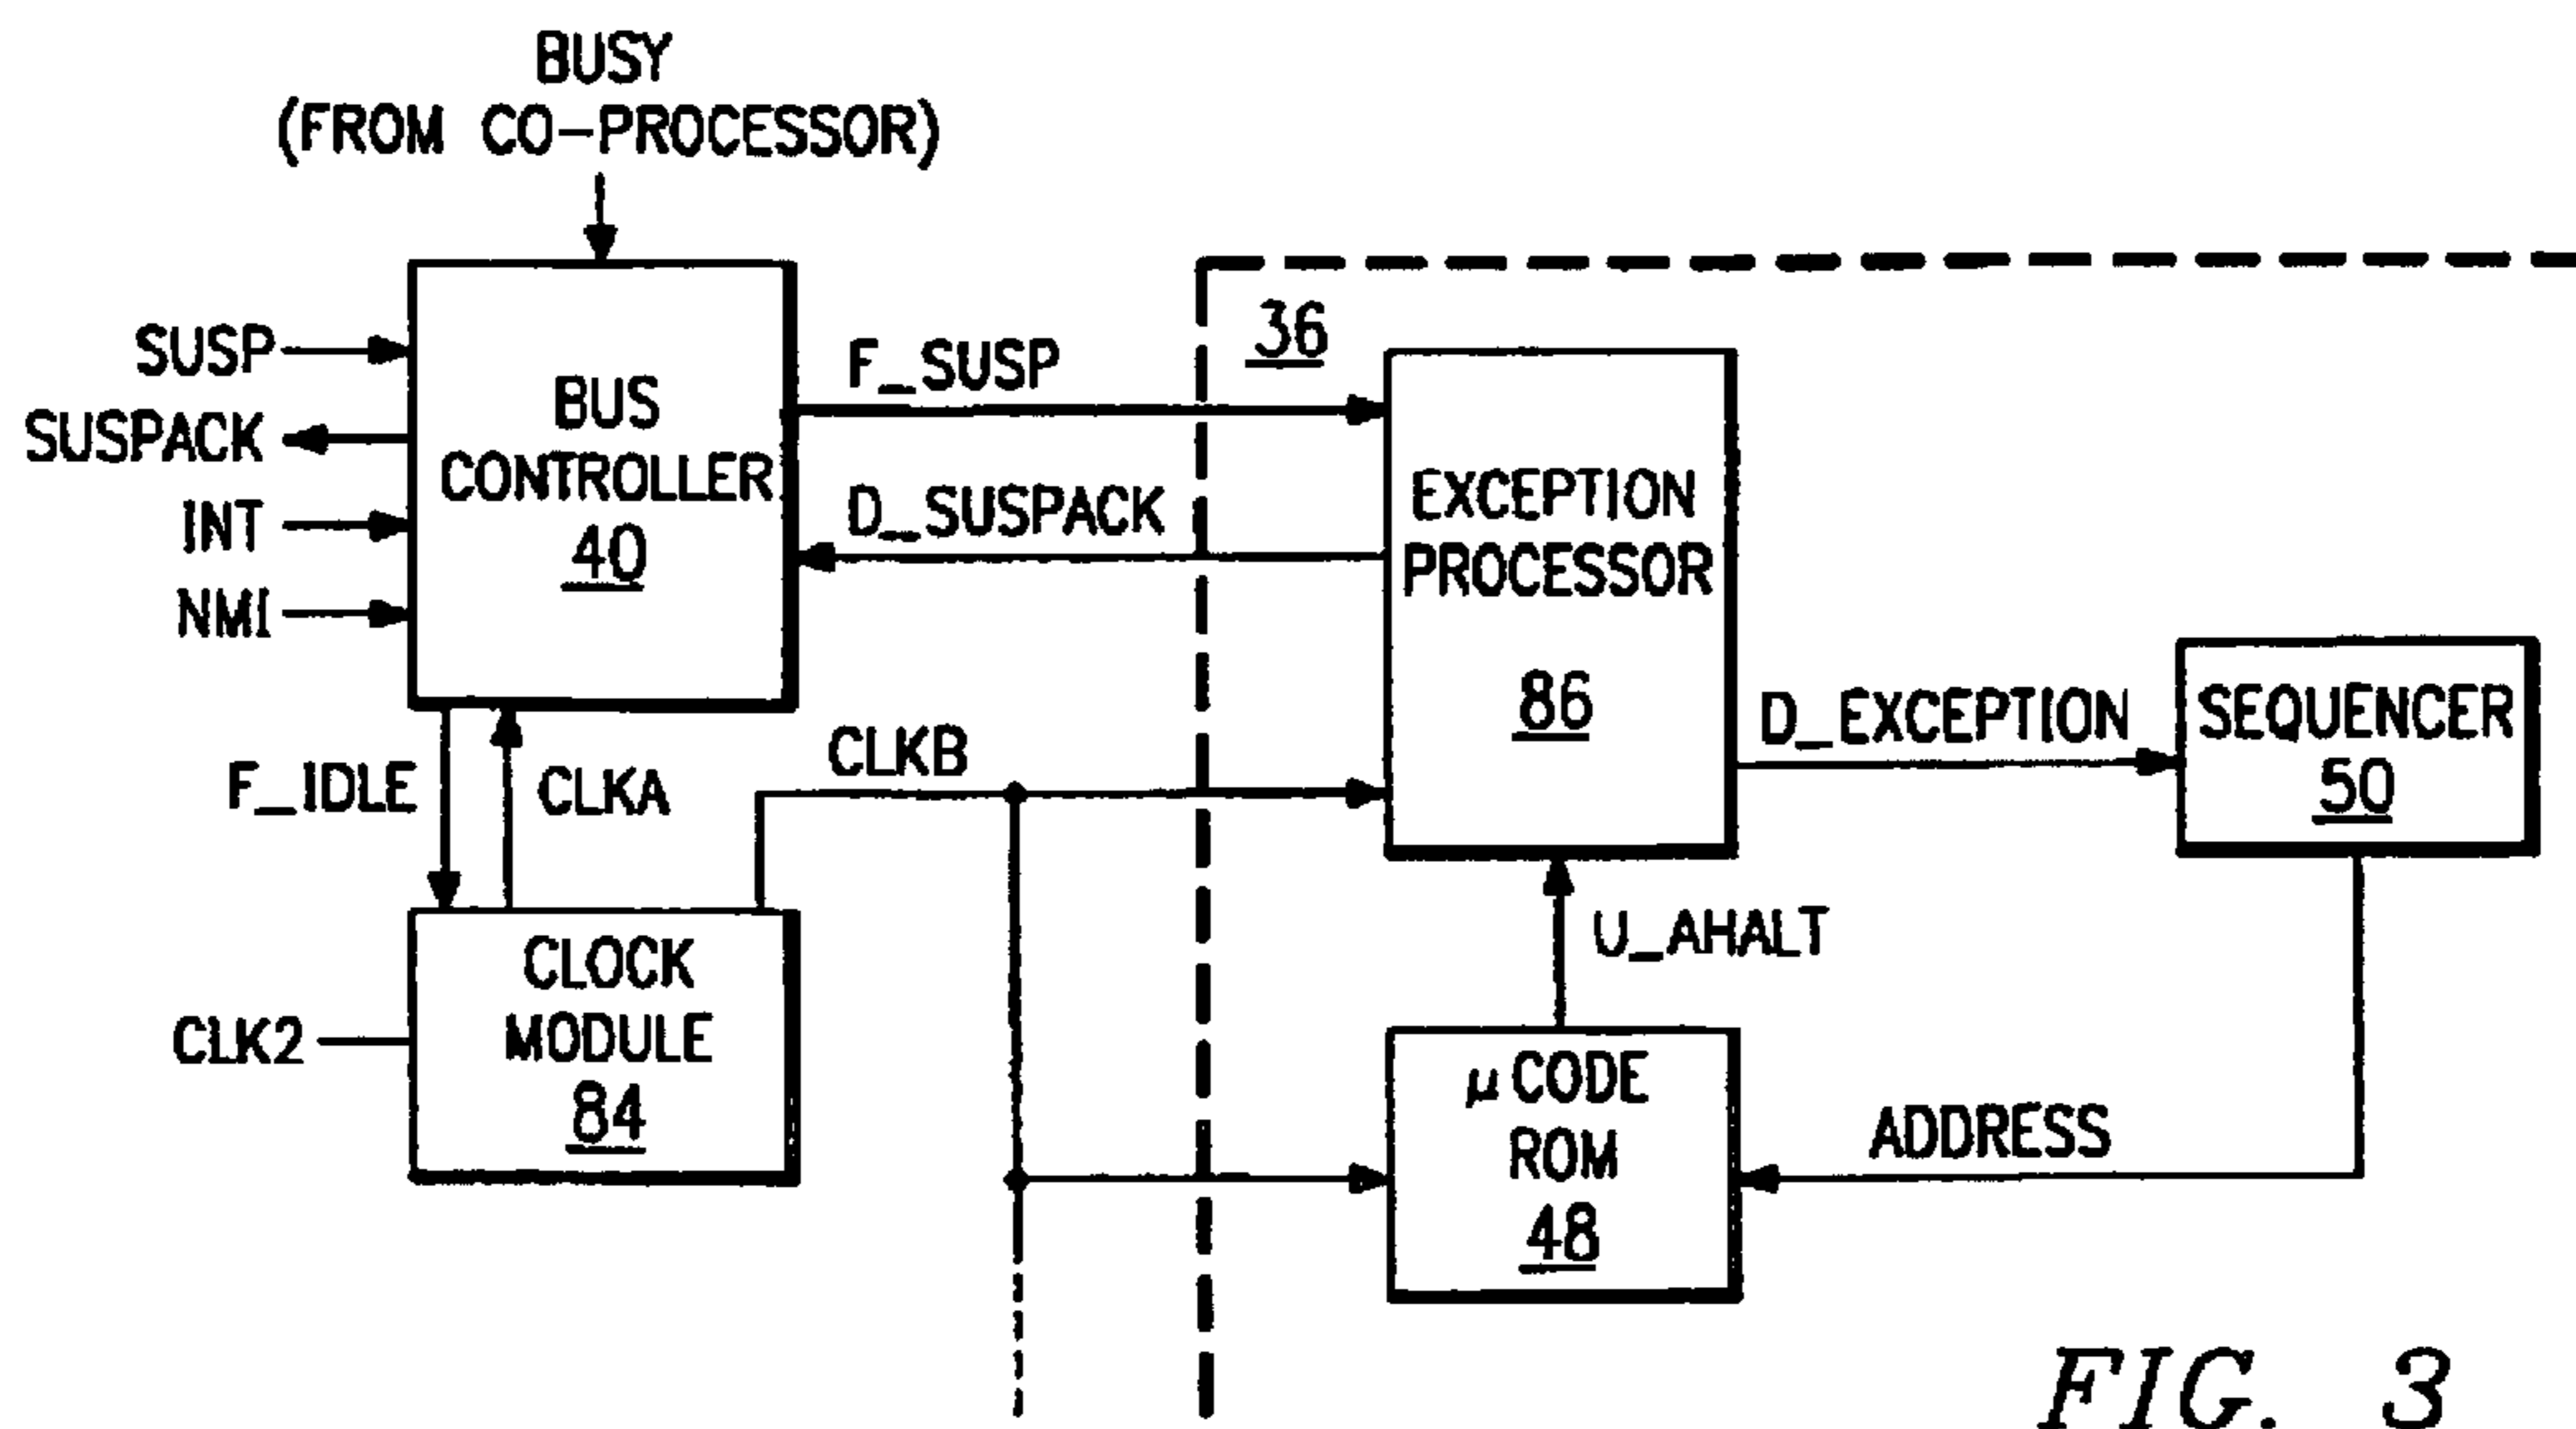 BUSY
(FROM CO-PROCESSOR)
SUSP
SUSPACK
INT
NMI
BUS
CONTROLLER
40
F_SUSP
D_SUSPACK
36
EXCEPTION
PROCESSOR
86
D_EXCEPTION
SEQUENCER
50
F_IDLE
CLKA
CLKB
CLOCK
MODULE
84
CLK2
U_AHALT
μCODE
ROM
48
ADDRESS
FIG. 3